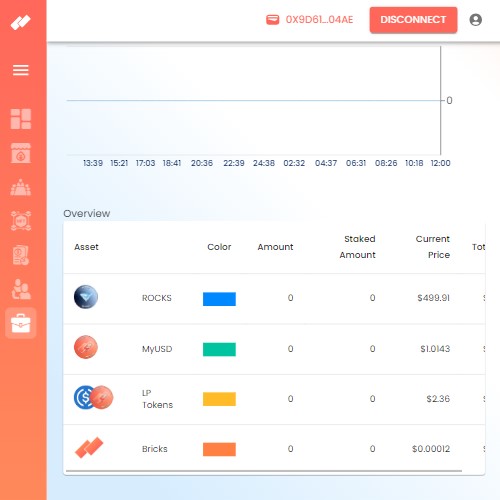 0X9D61...04AE DISCONNECT
0
13:39 15:21 17:03 18:41 20:36 22:39 24:38 02:32 04:37 06:31 08:26 10:18 12:00
Overview
Asset Color Amount Staked Amount Current Price Tot
ROCKS 0 0 $499.91
MyUSD 0 0 $1.0143
LP Tokens 0 0 $2.36
Bricks 0 0 $0.00012